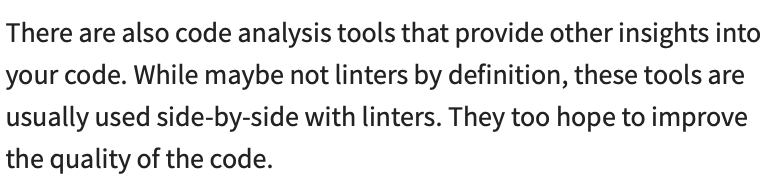 There are also code analysis tools that provide other insights into
your code. While maybe not linters by definition, these tools are
usually used side-by-side with linters. They too hope to improve
the quality of the code.